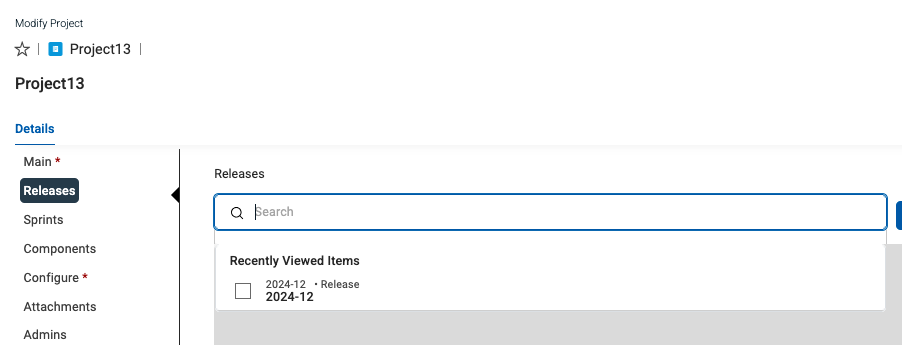 Modify Project
Project13
Project13
Details
Main *
Releases
Sprints
Components
Configure *
Attachments
Admins
Releases
Search
Recently Viewed Items
2024-12 • Release
2024-12